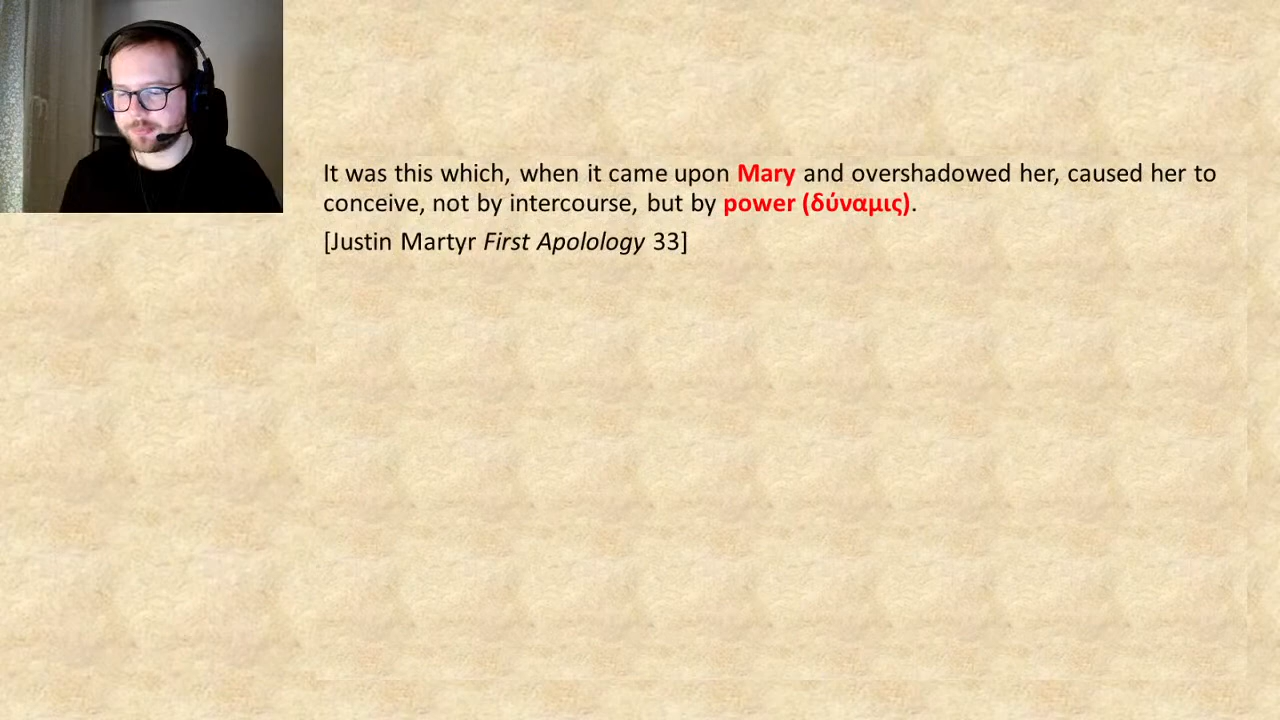 It was this which, when it came upon Mary and overshadowed her, caused her to
conceive, not by intercourse, but by power (δύναμις).
[Justin Martyr First Apolology 33]